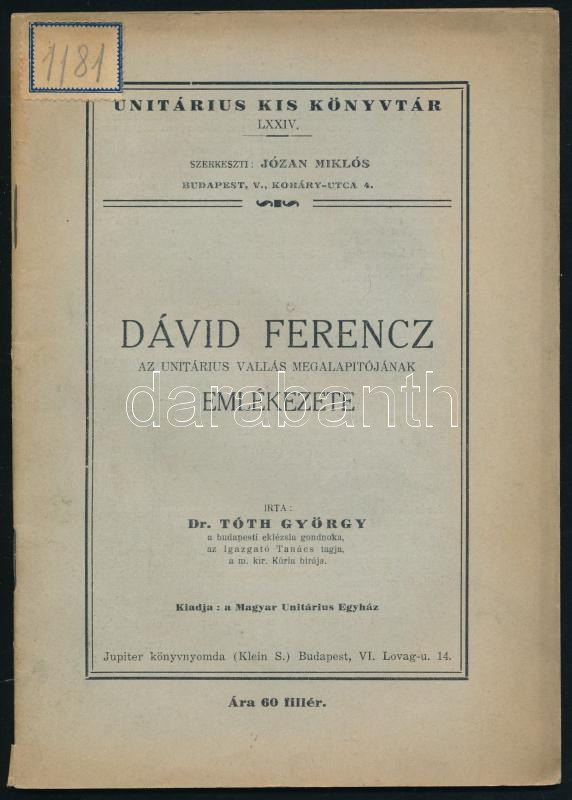 1/81
UNITÁRIUS KIS KÖNYVTÁR
LXXIV.
SZERKESZTI: JÓZAN MIKLÓS
BUDAPEST, V., KOHÁRY-UTCA 4.
DÁVID FERENCZ
AZ UNITÁRIUS VALLÁS MEGALAPITÓJÁNAK
EMLÉKEZETE
darabanth
IRTA:
Dr. TÓTH GYÖRGY
a budapesti eklézsia gondnoka,
az Igazgató Tanács tagja,
a m. kir. Kúria birája.
Kiadja: a Magyar Unitárius Egyház
Jupiter könyvnyomda (Klein S.) Budapest, VI. Lovag-u. 14.
Ára 60 fillér.